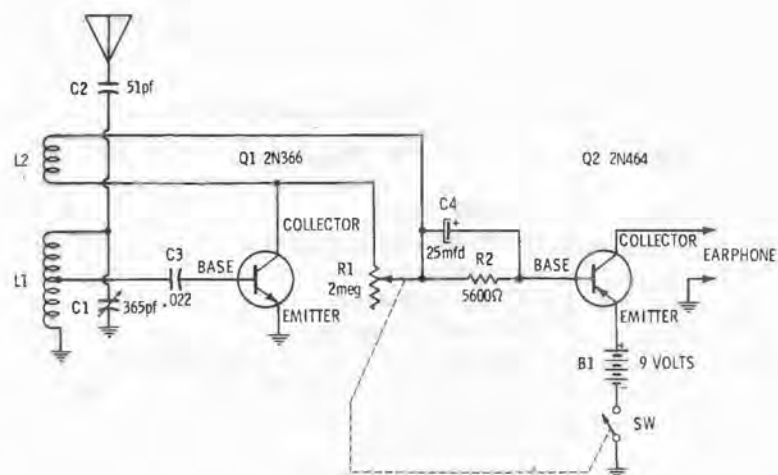 C2
51pf
L2
Q1 2N366
Q2 2N464
COLLECTOR
C4
+
25mfd
COLLECTOR
EARPHONE
L1
C1
365pf
C3
.022
BASE
EMITTER
R1
2meg
R2
5600Ω
BASE
EMITTER
+
B1
9 VOLTS
-
SW